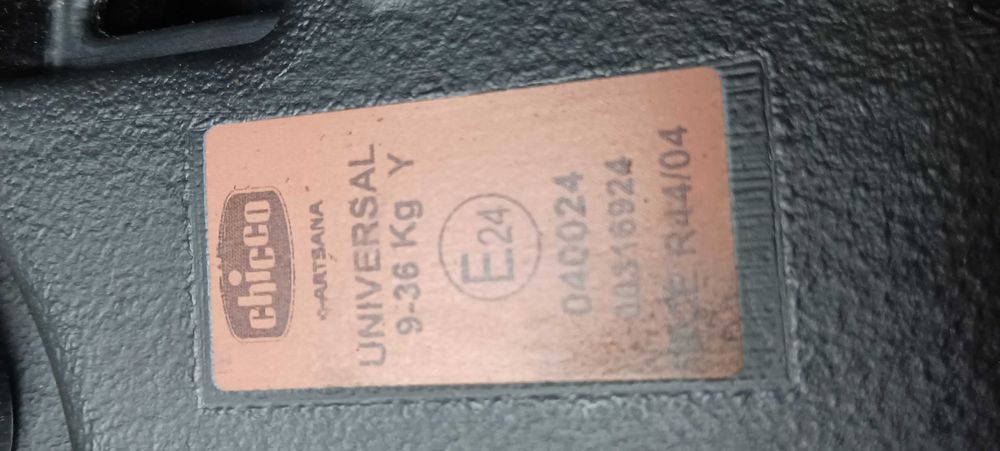 chicco
ARTSANA
UNIVERSAL
9-36 Kg Y
E24
040024
00316924
R44/04